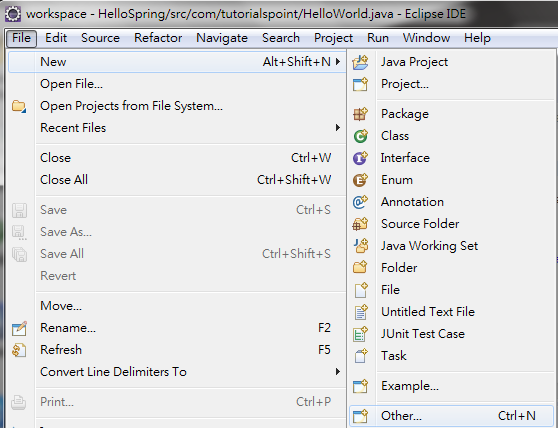 workspace - HelloSpring/src/com/tutorialspoint/HelloWorld.java - Eclipse IDE
File Edit Source Refactor Navigate Search Project Run Window Help
New Alt+Shift+N
Open File...
Open Projects from File System...
Recent Files
Close Ctrl+W
Close All Ctrl+Shift+W
Save Ctrl+S
Save As...
Save All Ctrl+Shift+S
Revert
Move...
Rename... F2
Refresh F5
Convert Line Delimiters To
Print... Ctrl+P
Java Project
Project...
Package
Class
Interface
Enum
Annotation
Source Folder
Java Working Set
Folder
File
Untitled Text File
JUnit Test Case
Task
Example...
Other... Ctrl+N